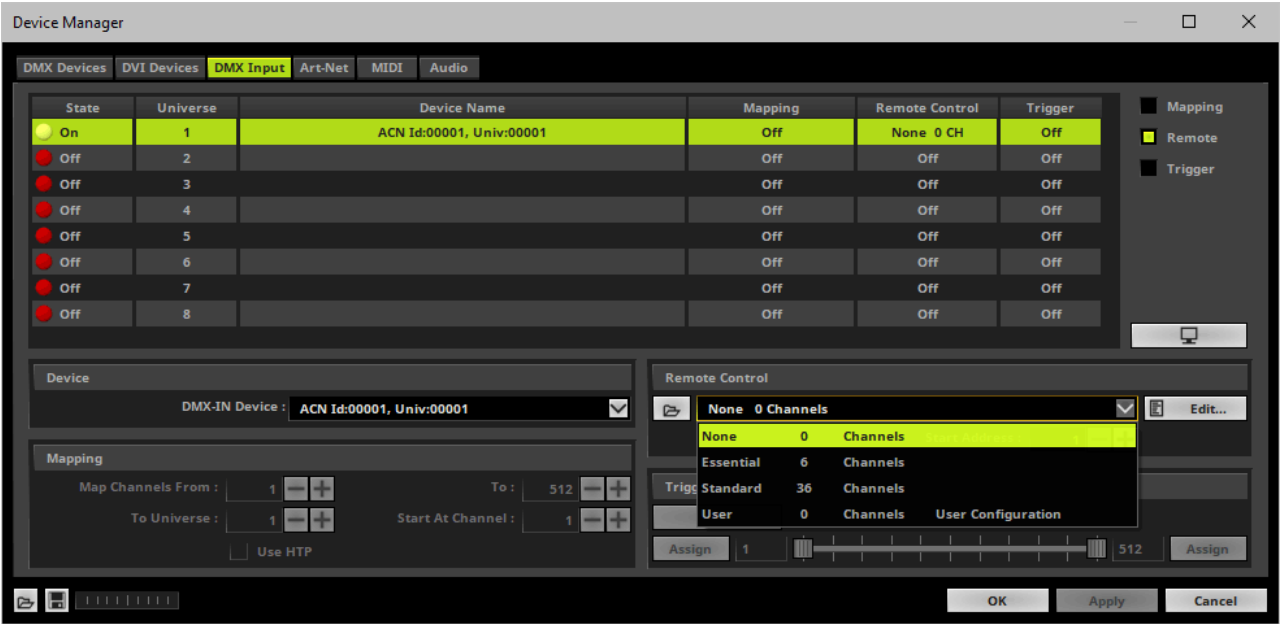 Device Manager
DMX Devices DVI Devices DMX Input Art-Net MIDI Audio
State Universe Device Name Mapping Remote Control Trigger
On 1 ACN Id:00001, Univ:00001 Off None 0 CH Off
Off 2 Off Off Off
Off 3 Off Off Off
Off 4 Off Off Off
Off 5 Off Off Off
Off 6 Off Off Off
Off 7 Off Off Off
Off 8 Off Off Off
Mapping
Remote
Trigger
Device
DMX-IN Device : ACN Id:00001, Univ:00001
Remote Control
None 0 Channels Edit...
None 0 Channels Start Address 1
Essential 6 Channels
Standard 36 Channels
User 0 Channels User Configuration
Mapping
Map Channels From : 1 To : 512
To Universe : 1 Start At Channel : 1
Use HTP
Trigg
Assign 1 512 Assign
OK Apply Cancel